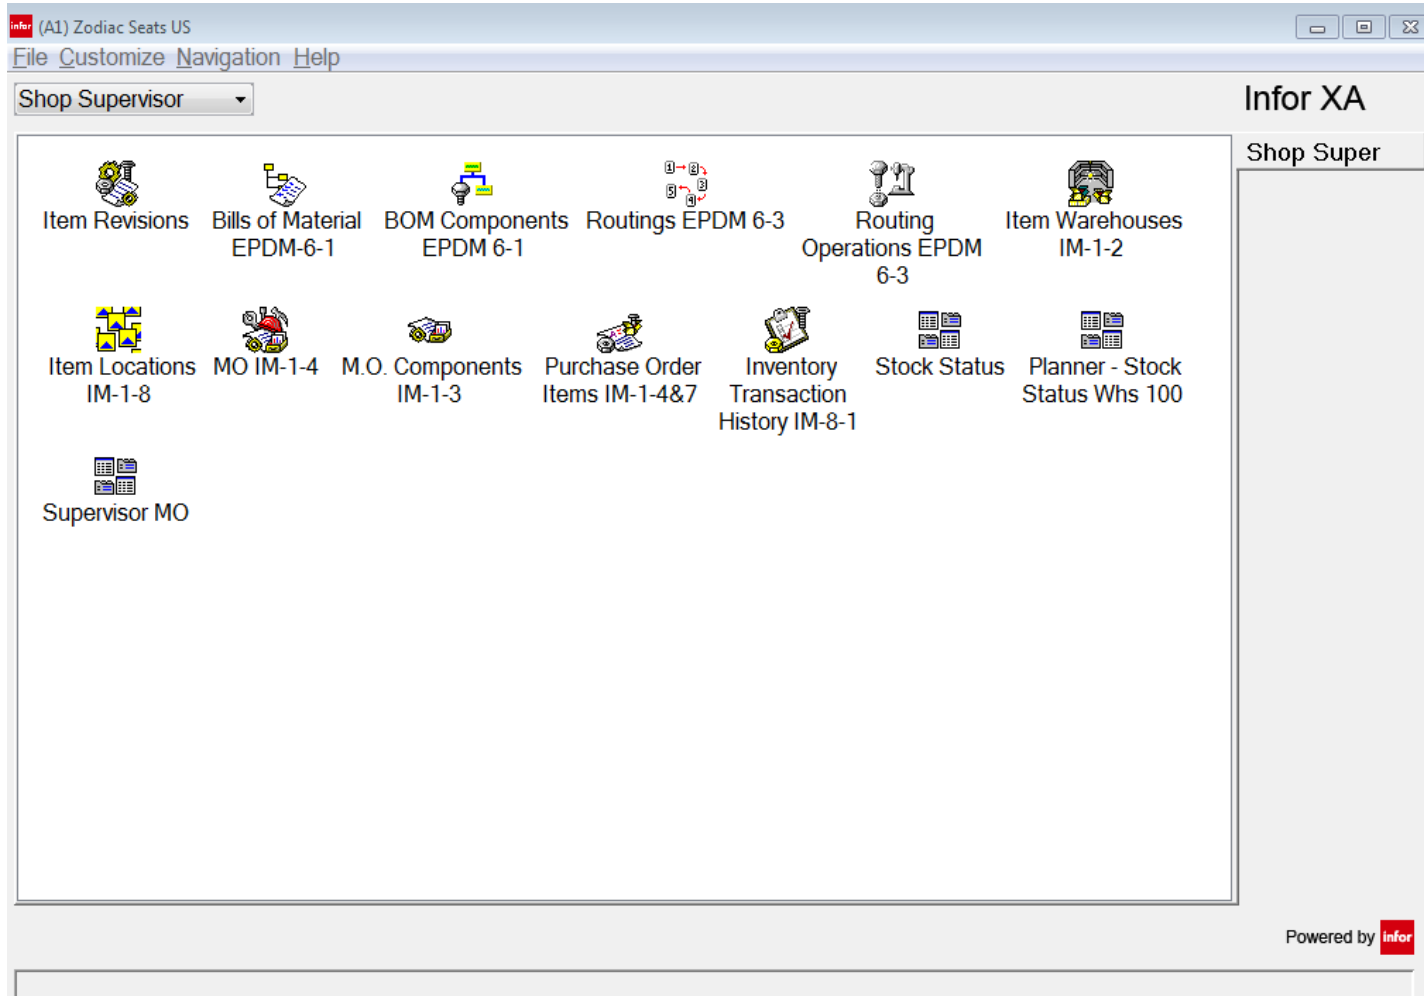 infor (A1) Zodiac Seats US
File Customize Navigation Help
Shop Supervisor
Infor XA
Shop Super
Item Revisions
Bills of Material
EPDM-6-1
BOM Components
EPDM 6-1
Routings EPDM 6-3
Routing
Operations EPDM
6-3
Item Warehouses
IM-1-2
Item Locations
IM-1-8
MO IM-1-4
M.O. Components
IM-1-3
Purchase Order
Items IM-1-4&7
Inventory
Transaction
History IM-8-1
Stock Status
Planner - Stock
Status Whs 100
Supervisor MO
Powered by infor